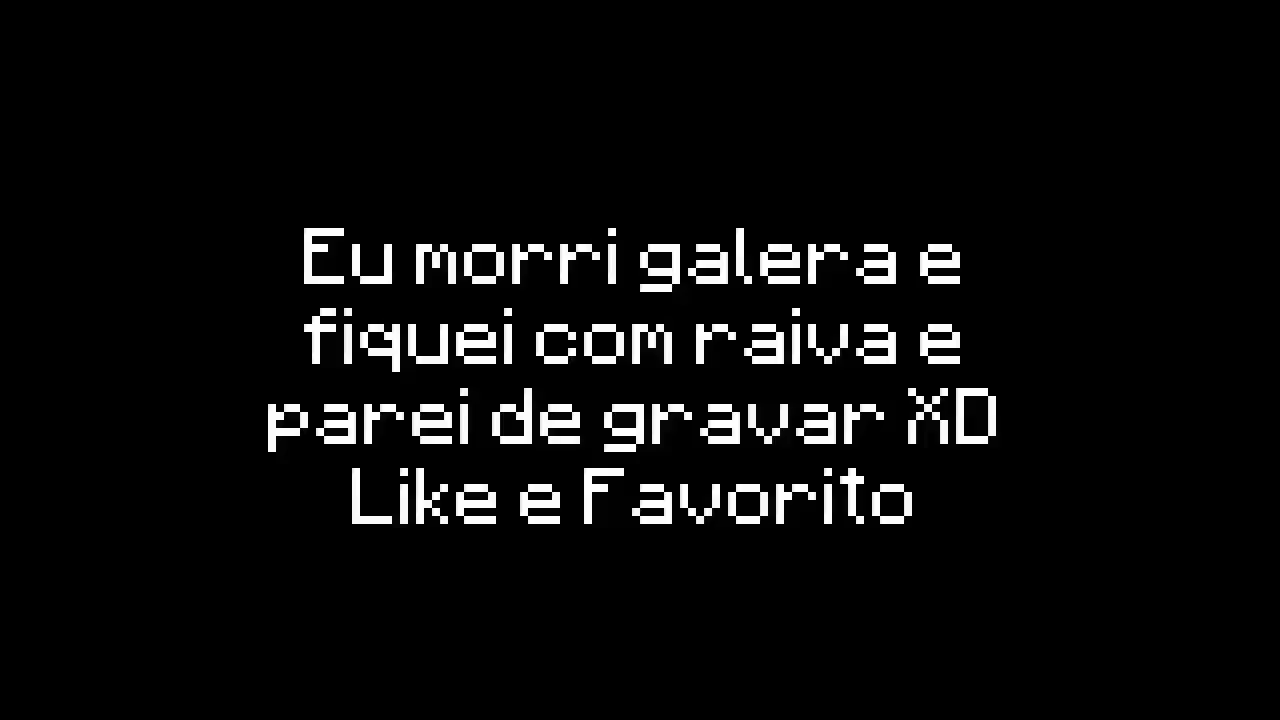 Eu morri galera e
fiquei com raiva e
parei de gravar XD
Like e Favorito